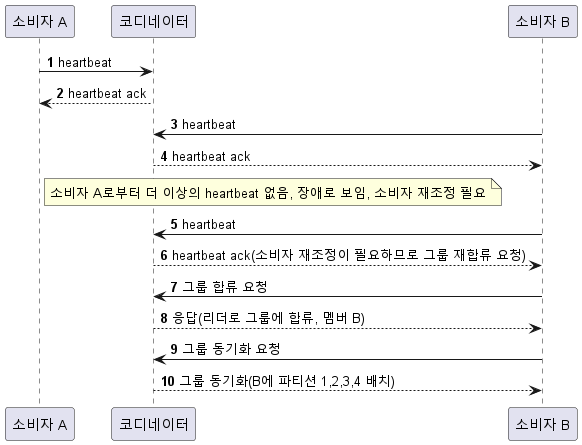 소비자 A 코디네이터 소비자 B
1 heartbeat
2 heartbeat ack
3 heartbeat
4 heartbeat ack
소비자 A로부터 더 이상의 heartbeat 없음, 장애로 보임, 소비자 재조정 필요
5 heartbeat
6 heartbeat ack(소비자 재조정이 필요하므로 그룹 재합류 요청)
7 그룹 합류 요청
8 응답(리더로 그룹에 합류, 멤버 B)
9 그룹 동기화 요청
10 그룹 동기화(B에 파티션 1,2,3,4 배치)
소비자 A 코디네이터 소비자 B